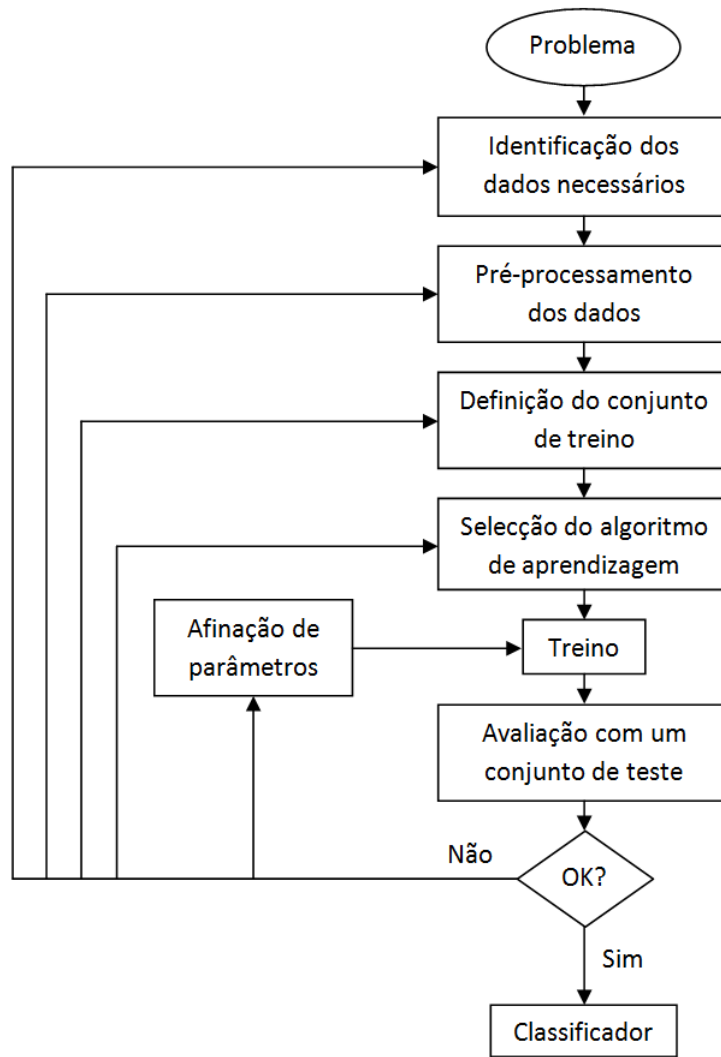 Problema
Identificação dos
dados necessários
Pré-processamento
dos dados
Definição do conjunto
de treino
Selecção do algoritmo
de aprendizagem
Afinação de
parâmetros
Treino
Avaliação com um
conjunto de teste
Não
OK?
Sim
Classificador